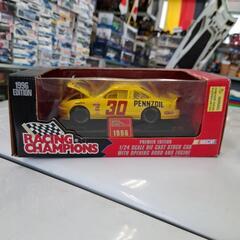 1996
EDITION
30
PENNZOIL
RACING
CHAMPIONS
1996
PREMIER EDITION
1/24 SCALE DIE CAST STOCK CAR
WITH OPENING HOOD AND ENGINE
NASCAR